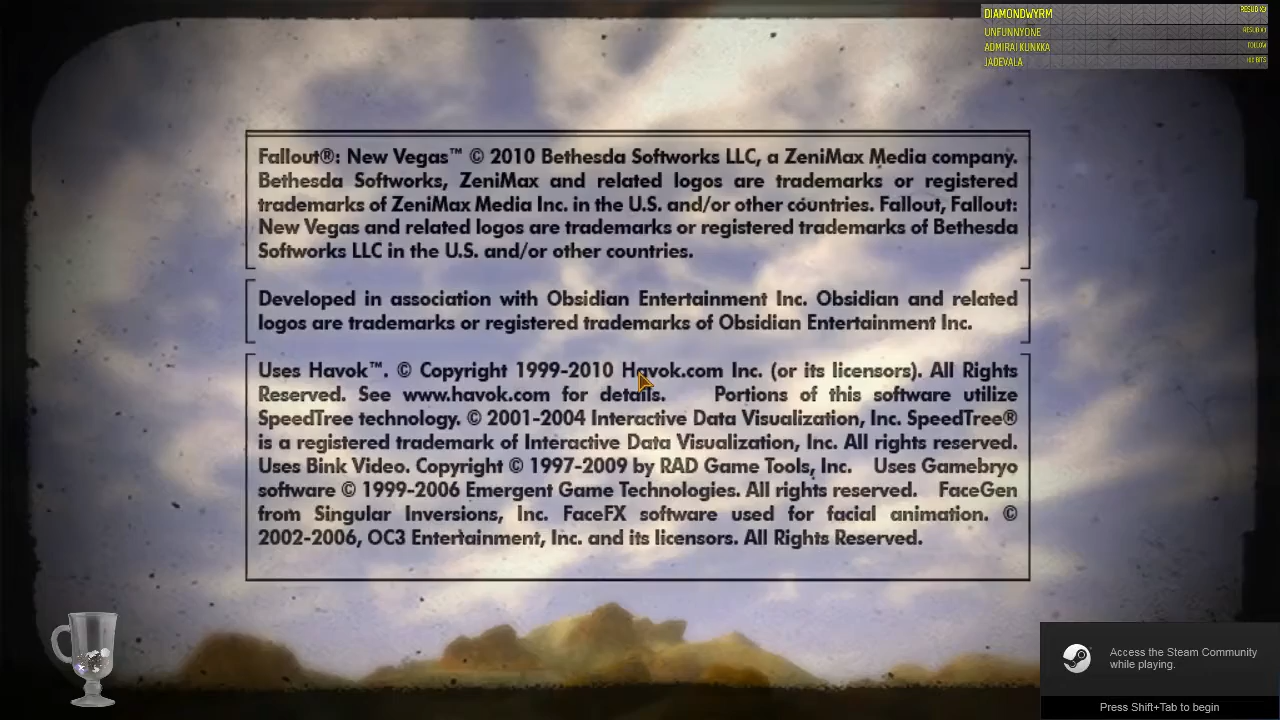 DIAMONDWYRM RESUB X9
UNFUNNYONE
ADMIRAL KUNKKA FOLLOW
JADEVALA 100 BITS
Fallout®: New Vegas™ © 2010 Bethesda Softworks LLC, a ZeniMax Media company.
Bethesda Softworks, ZeniMax and related logos are trademarks or registered
trademarks of ZeniMax Media Inc. in the U.S. and/or other countries. Fallout, Fallout:
New Vegas and related logos are trademarks or registered trademarks of Bethesda
Softworks LLC in the U.S. and/or other countries.
Developed in association with Obsidian Entertainment Inc. Obsidian and related
logos are trademarks or registered trademarks of Obsidian Entertainment Inc.
Uses Havok™. © Copyright 1999-2010 Havok.com Inc. (or its licensors). All Rights
Reserved. See www.havok.com for details. Portions of this software utilize
SpeedTree technology. © 2001-2004 Interactive Data Visualization, Inc. SpeedTree®
is a registered trademark of Interactive Data Visualization, Inc. All rights reserved.
Uses Bink Video. Copyright © 1997-2009 by RAD Game Tools, Inc. Uses Gamebryo
software © 1999-2006 Emergent Game Technologies. All rights reserved. FaceGen
from Singular Inversions, Inc. FaceFX software used for facial animation. ©
2002-2006, OC3 Entertainment, Inc. and its licensors. All Rights Reserved.
Access the Steam Community
while playing.
Press Shift+Tab to begin